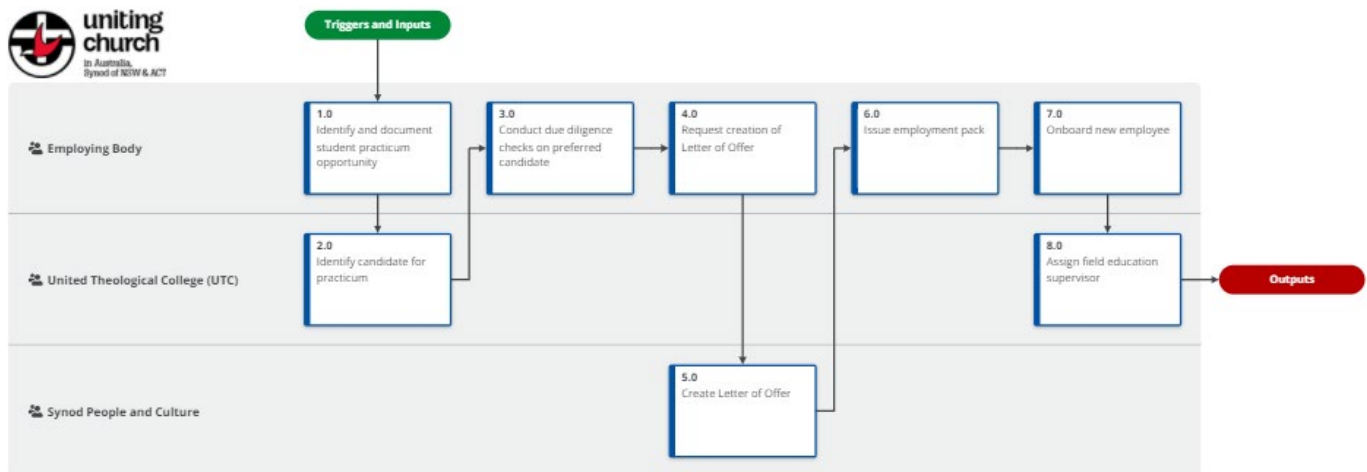 uniting
church
in Australia,
Synod of NSW & ACT
Triggers and Inputs
Employing Body
1.0
Identify and document
student practicum
opportunity
3.0
Conduct due diligence
checks on preferred
candidate
4.0
Request creation of
Letter of Offer
6.0
Issue employment pack
7.0
Onboard new employee
United Theological College (UTC)
2.0
Identify candidate for
practicum
8.0
Assign field education
supervisor
Outputs
Synod People and Culture
5.0
Create Letter of Offer